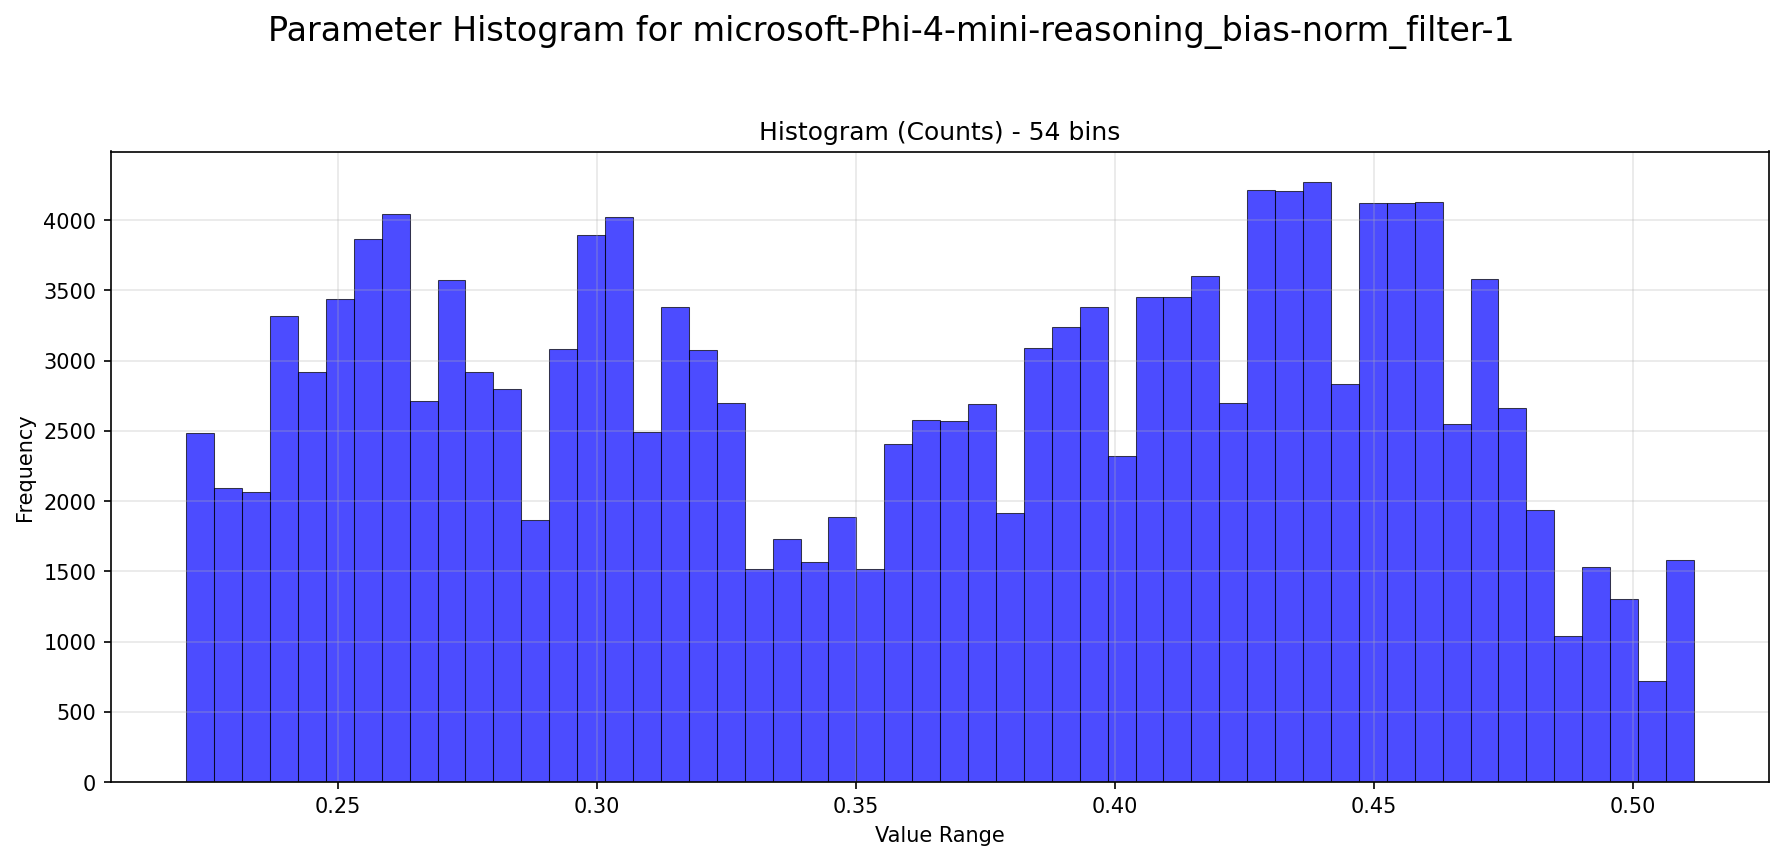 Parameter Histogram for microsoft-Phi-4-mini-reasoning_bias-norm_filter-1
Histogram (Counts) - 54 bins
4000
3500
3000
2500
2000
1500
1000
500
0
Frequency
0.25 0.30 0.35 0.40 0.45 0.50
Value Range